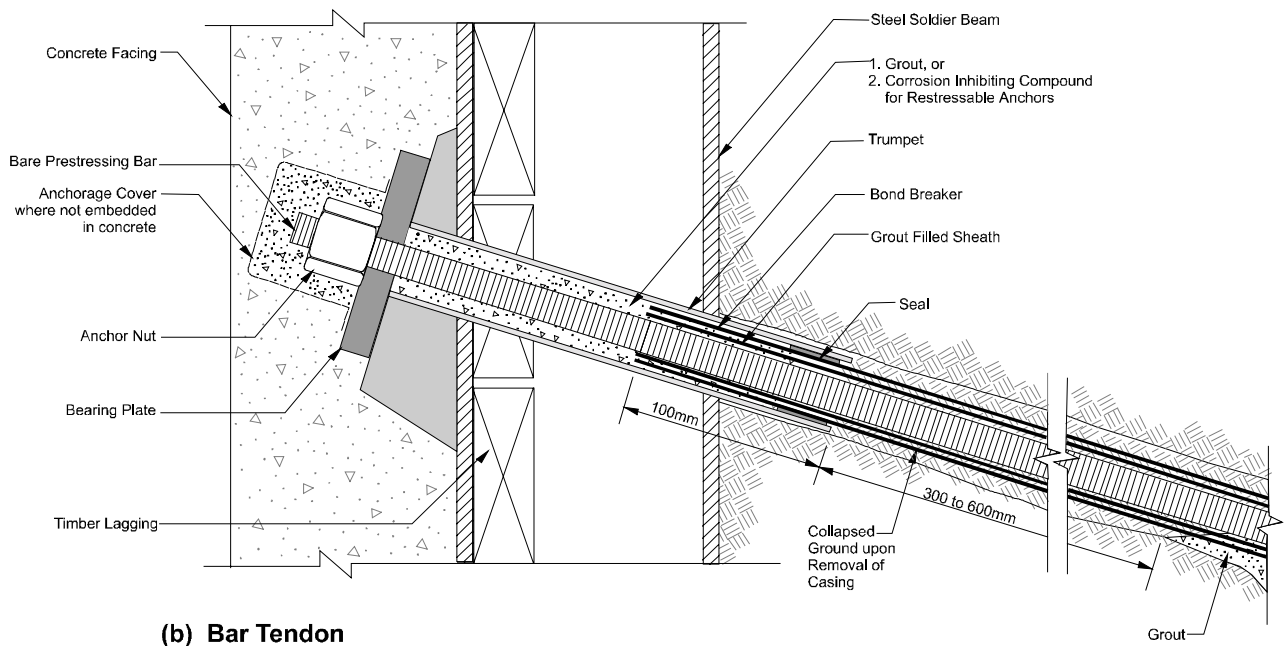 Concrete Facing
Bare Prestressing Bar
Anchorage Cover
where not embedded
in concrete
Anchor Nut
Bearing Plate
Timber Lagging
Steel Soldier Beam
1. Grout, or
2. Corrosion Inhibiting Compound
for Restressable Anchors
Trumpet
Bond Breaker
Grout Filled Sheath
Seal
100mm
300 to 600mm
Collapsed
Ground upon
Removal of
Casing
Grout
(b) Bar Tendon